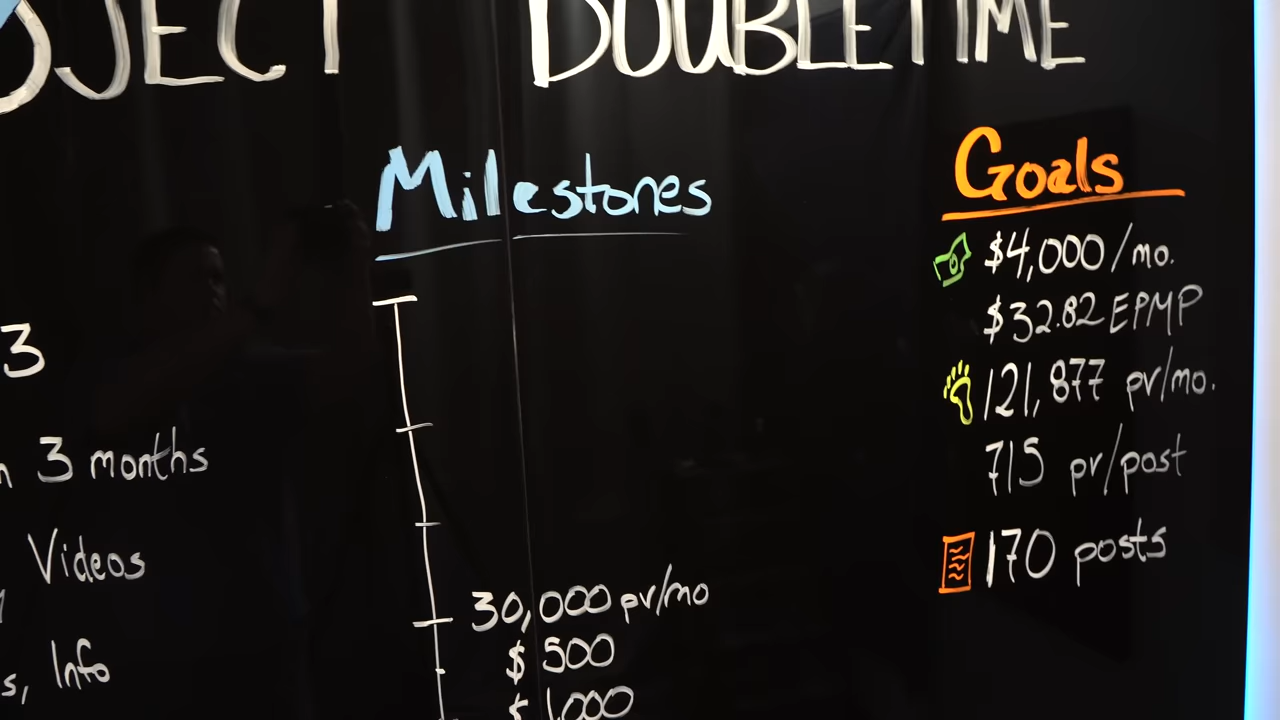 OJECT DOUBLETIME
Milestones
Goals
$4,000/mo.
$32.82 EPMP
121,877 pv/mo.
715 pv/post
170 posts
3
3 months
Videos
s, Info
30,000 pv/mo
$ 500
$ 1,000